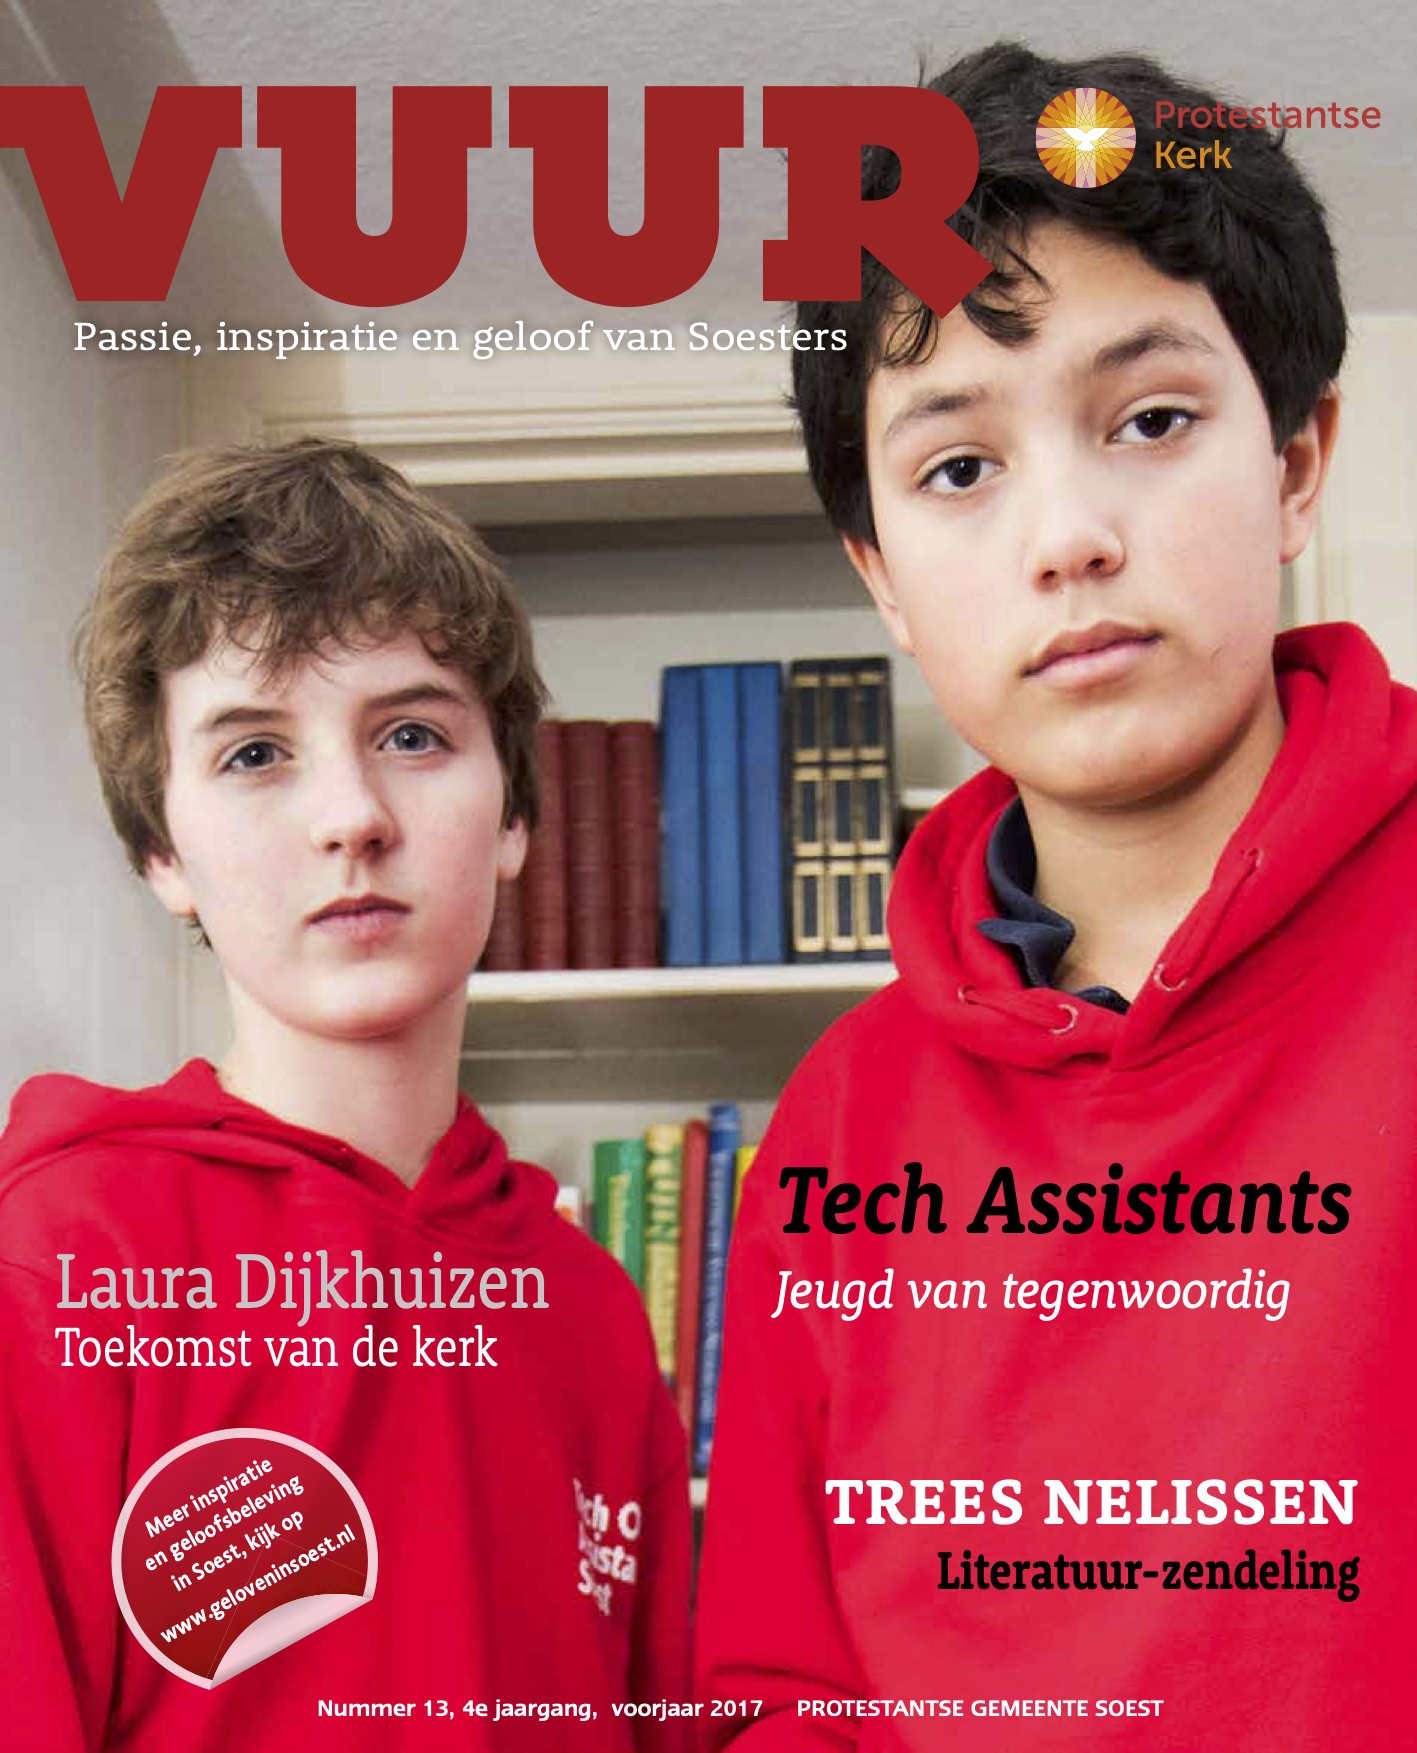 VUUR
Protestantse
Kerk
Passie, inspiratie en geloof van Soesters
Tech Assistants
Jeugd van tegenwoordig
Laura Dijkhuizen
Toekomst van de kerk
TREES NELISSEN
Literatuur-zendeling
Meer inspiratie
en geloofsbeleving
in Soest, kijk op
www.geloveninsoest.nl
Nummer 13, 4e jaargang, voorjaar 2017 PROTESTANTSE GEMEENTE SOEST